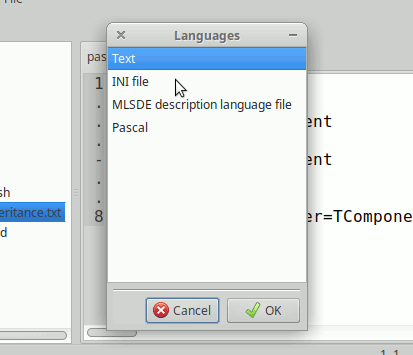 File
Languages
Text
INI file
MLSDE description language file
Pascal
pas
1
ent
-
ent
8
er=TCompone
sh
eritance.txt
d
Cancel
OK
1 1